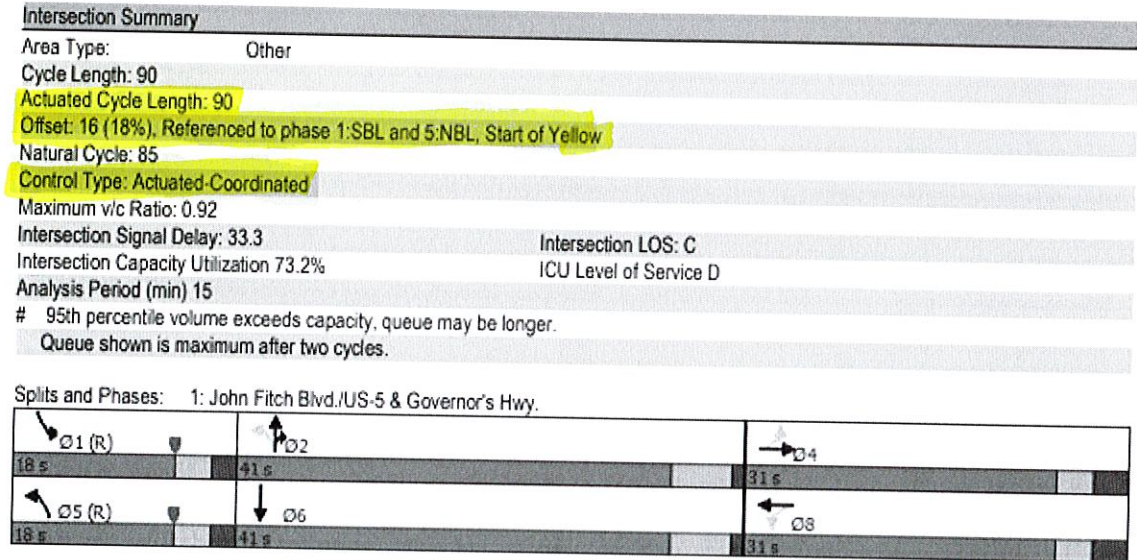 Intersection Summary
Area Type: Other
Cycle Length: 90
Actuated Cycle Length: 90
Offset: 16 (18%), Referenced to phase 1:SBL and 5:NBL, Start of Yellow
Natural Cycle: 85
Control Type: Actuated-Coordinated
Maximum v/c Ratio: 0.92
Intersection Signal Delay: 33.3 Intersection LOS: C
Intersection Capacity Utilization 73.2% ICU Level of Service D
Analysis Period (min) 15
# 95th percentile volume exceeds capacity, queue may be longer.
Queue shown is maximum after two cycles.
Splits and Phases: 1: John Fitch Blvd./US-5 & Governor's Hwy.
Ø1 (R) Ø2 Ø4
18 s 41 s 31 s
Ø5 (R) Ø6 Ø8
18 s 41 s 31 s